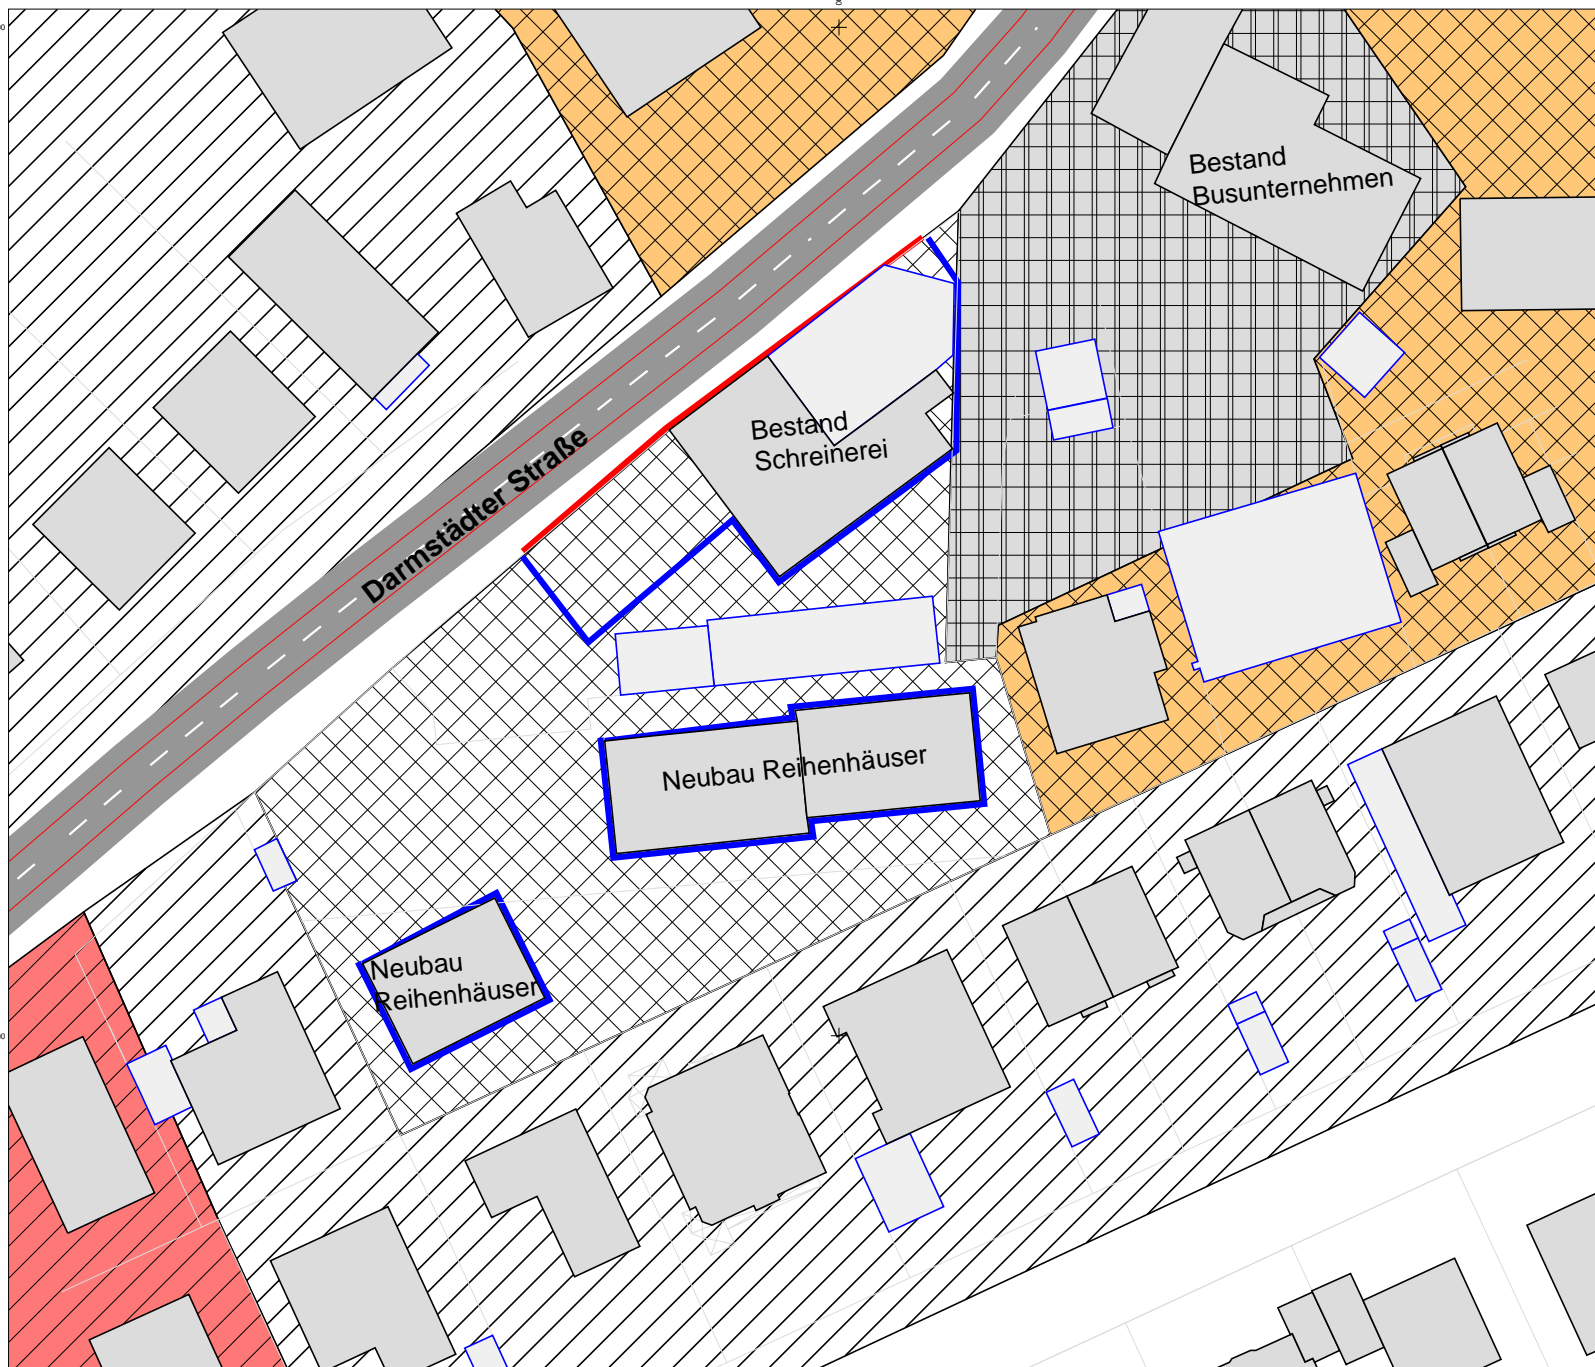 Bestand
Busunternehmen
Bestand
Schreinerei
Darmstädter Straße
Neubau Reihenhäuser
Neubau
Reihenhäuser